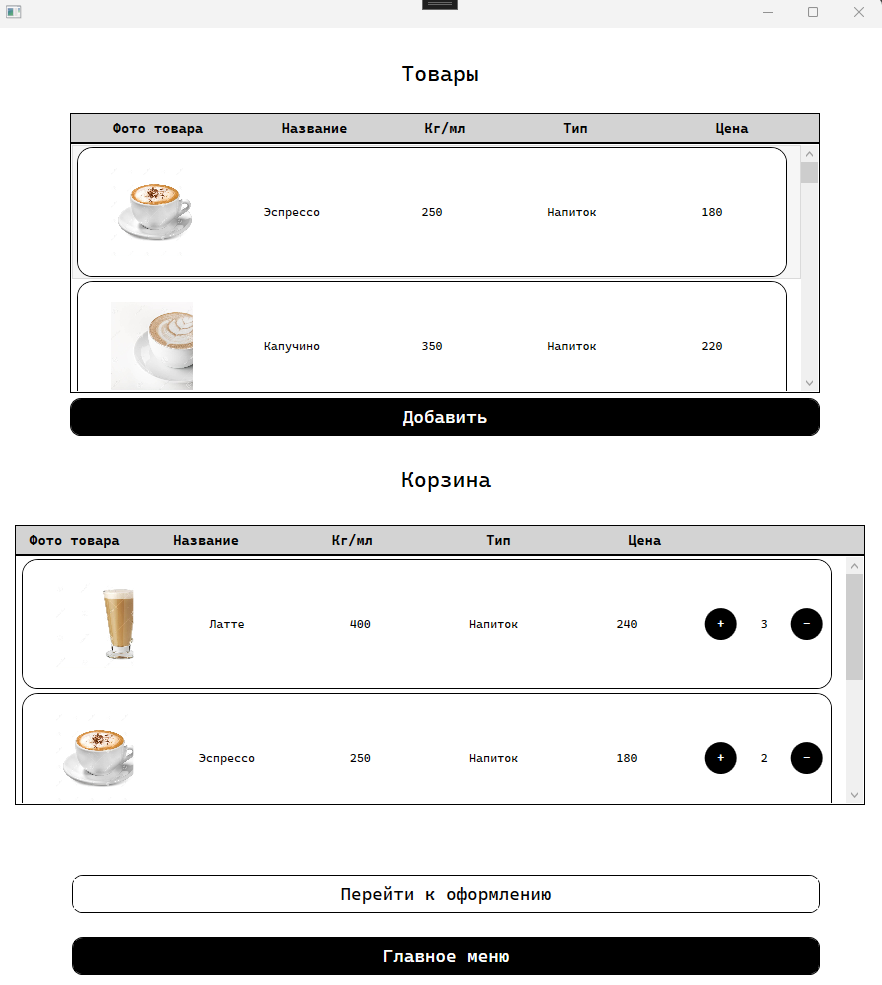 Товары
Фото товара Название Кг/мл Тип Цена
Эспрессо 250 Напиток 180
Капучино 350 Напиток 220
Добавить
Корзина
Фото товара Название Кг/мл Тип Цена
Латте 400 Напиток 240 + 3 −
Эспрессо 250 Напиток 180 + 2 −
Перейти к оформлению
Главное меню